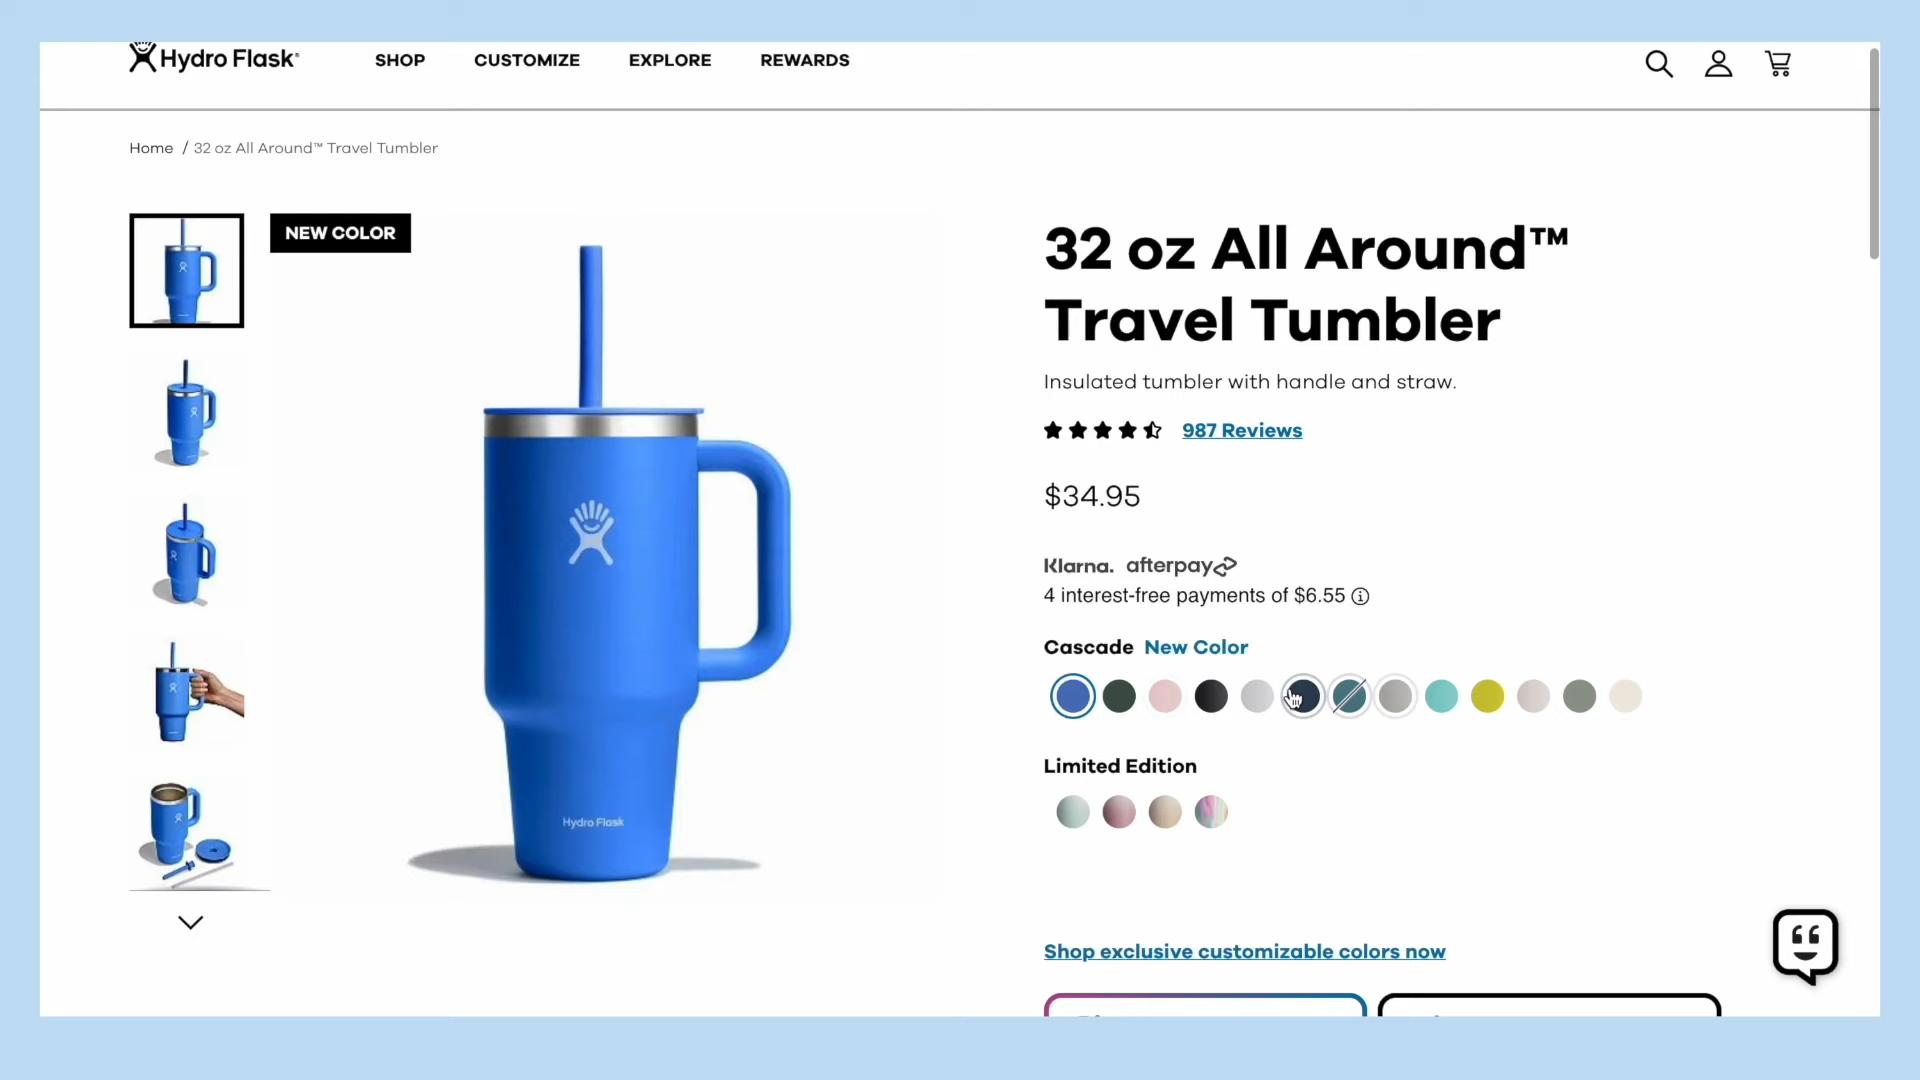 Hydro Flask
SHOP
CUSTOMIZE
EXPLORE
REWARDS
Home / 32 oz All Around™ Travel Tumbler
NEW COLOR
Hydro Flask
32 oz All Around™
Travel Tumbler
Insulated tumbler with handle and straw.
987 Reviews
$34.95
Klarna. afterpay
4 interest-free payments of $6.55
Cascade New Color
Limited Edition
Shop exclusive customizable colors now